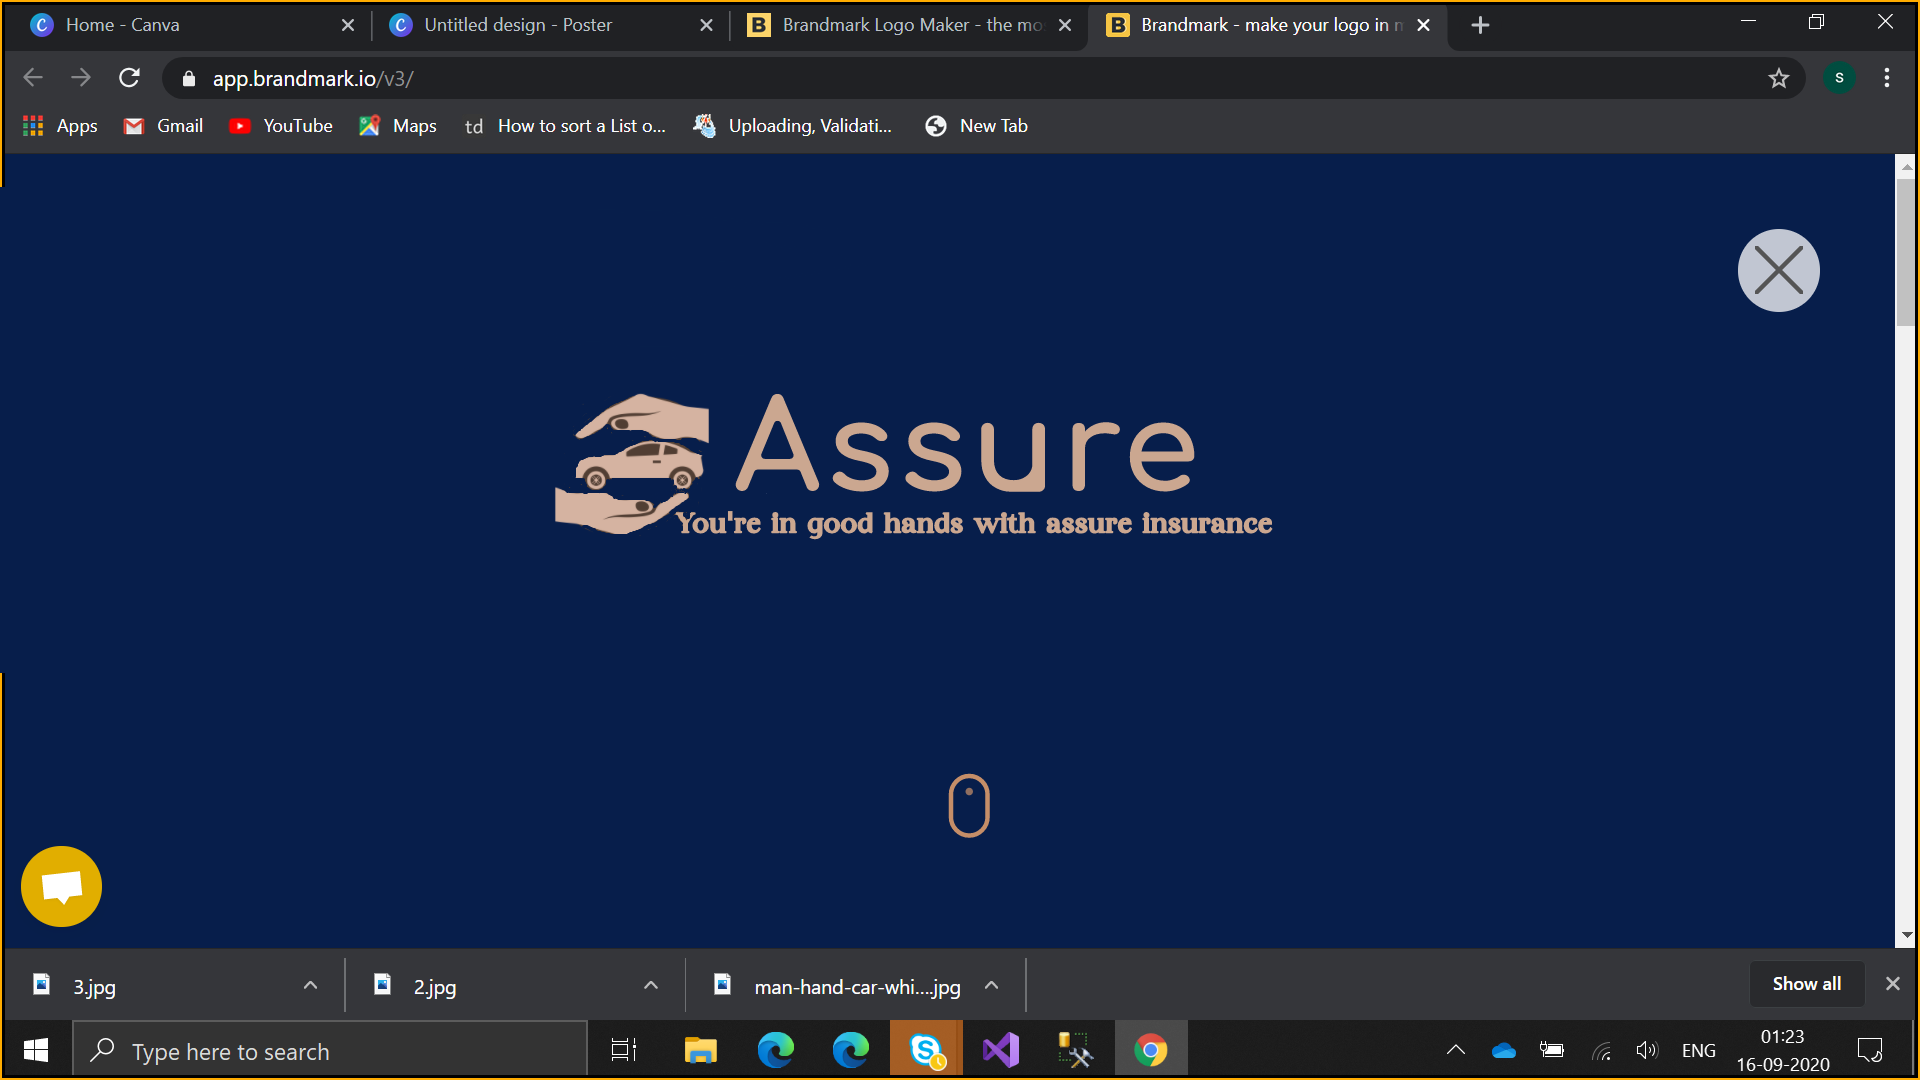 Home - Canva
Untitled design - Poster
Brandmark Logo Maker - the mo
Brandmark - make your logo in m
app.brandmark.io/v3/
Apps
Gmail
YouTube
Maps
td How to sort a List o...
Uploading, Validati...
New Tab
S
Assure
You're in good hands with assure insurance
3.jpg
2.jpg
man-hand-car-whi....jpg
Show all
Type here to search
ENG
01:23
16-09-2020